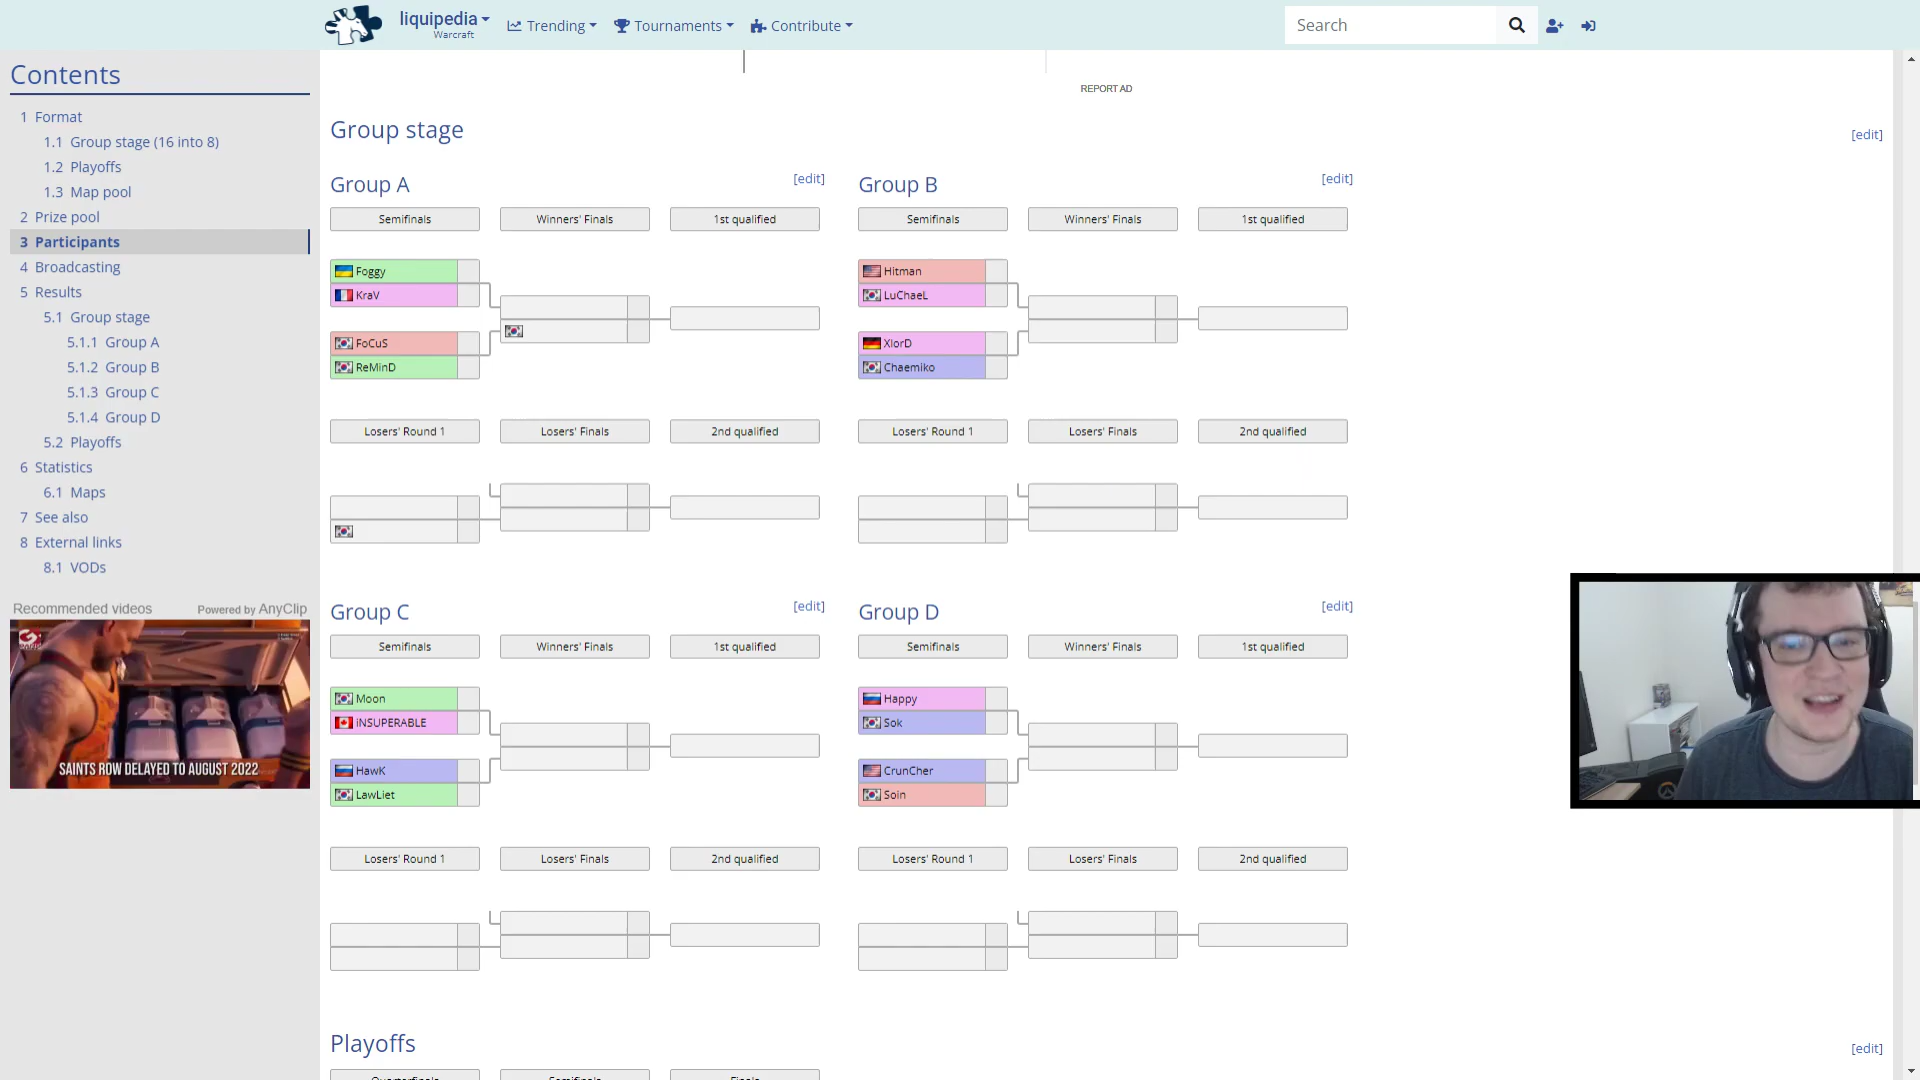 liquipedia
Warcraft
Trending
Tournaments
Contribute
Search
Contents
1 Format
1.1 Group stage (16 into 8)
1.2 Playoffs
1.3 Map pool
2 Prize pool
3 Participants
4 Broadcasting
5 Results
5.1 Group stage
5.1.1 Group A
5.1.2 Group B
5.1.3 Group C
5.1.4 Group D
5.2 Playoffs
6 Statistics
6.1 Maps
7 See also
8 External links
8.1 VODs
Recommended videos Powered by AnyClip
SAINTS ROW DELAYED TO AUGUST 2022
REPORT AD
Group stage [edit]
Group A [edit]
Semifinals Winners' Finals 1st qualified
Foggy
KraV
FoCuS
ReMinD
Losers' Round 1 Losers' Finals 2nd qualified
Group B [edit]
Semifinals Winners' Finals 1st qualified
Hitman
LuChaeL
XlorD
Chaemiko
Losers' Round 1 Losers' Finals 2nd qualified
Group C [edit]
Semifinals Winners' Finals 1st qualified
Moon
iNSUPERABLE
HawK
LawLiet
Losers' Round 1 Losers' Finals 2nd qualified
Group D [edit]
Semifinals Winners' Finals 1st qualified
Happy
Sok
CrunCher
Soin
Losers' Round 1 Losers' Finals 2nd qualified
Playoffs [edit]
Quarterfinals Semifinals Finals